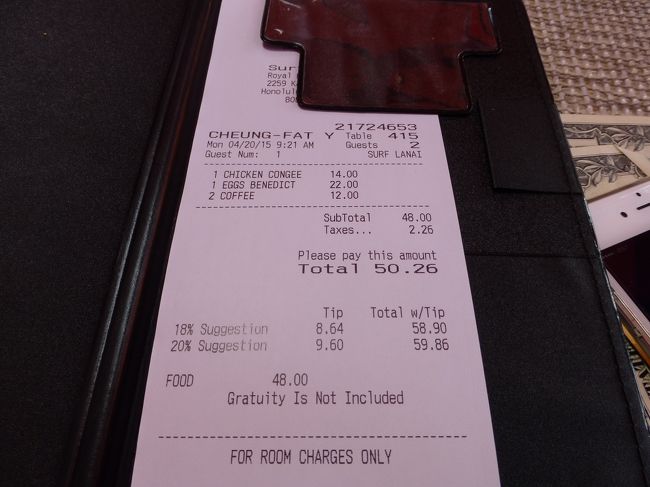 Royal
2259
Honolulu
21724653
CHEUNG-FAT Y Table 415
Mon 04/20/15 9:21 AM Guests 2
Guest Num: 1 SURF LANAI
1 CHICKEN CONGEE 14.00
1 EGGS BENEDICT 22.00
2 COFFEE 12.00
SubTotal 48.00
Taxes... 2.26
Please pay this amount
Total 50.26
Tip Total w/Tip
18% Suggestion 8.64 58.90
20% Suggestion 9.60 59.86
FOOD 48.00
Gratuity Is Not Included
FOR ROOM CHARGES ONLY